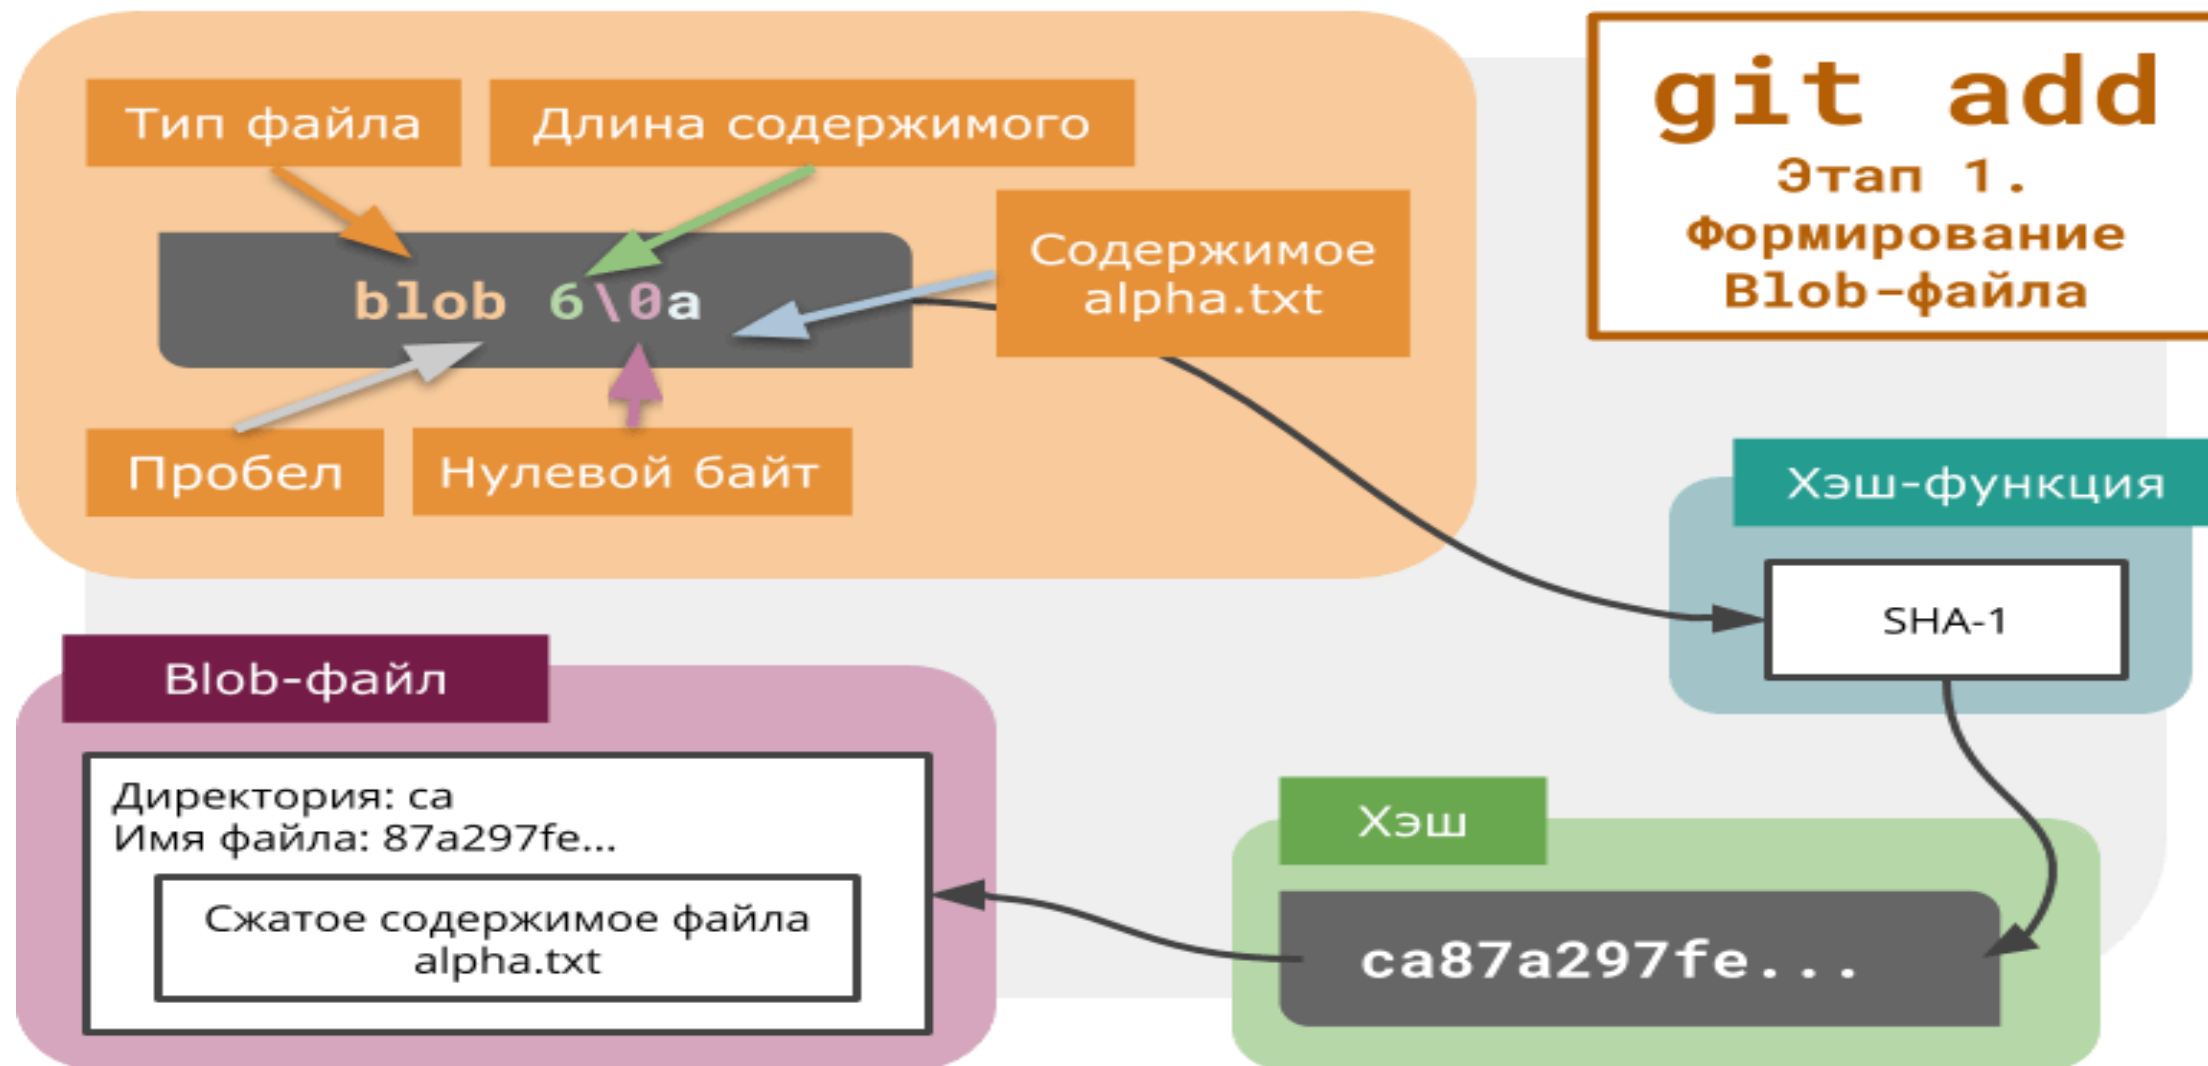 git add
Этап 1.
Формирование
Blob-файла
Тип файла
Длина содержимого
Содержимое
alpha.txt
blob 6\0a
Пробел
Нулевой байт
Хэш-функция
SHA-1
Хэш
ca87a297fe...
Blob-файл
Директория: ca
Имя файла: 87a297fe...
Сжатое содержимое файла
alpha.txt